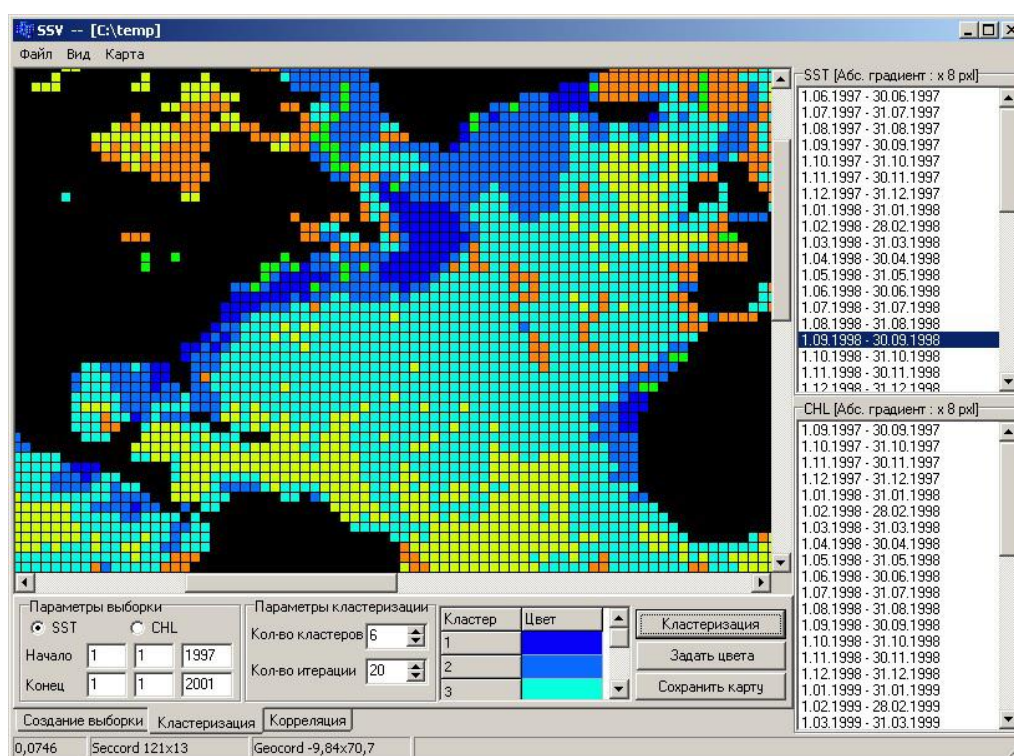 SSV -- [C:\temp]
Файл Вид Карта
SST [Абс. градиент : x 8 pxl]
1.06.1997 - 30.06.1997
1.07.1997 - 31.07.1997
1.08.1997 - 31.08.1997
1.09.1997 - 30.09.1997
1.10.1997 - 31.10.1997
1.11.1997 - 30.11.1997
1.12.1997 - 31.12.1997
1.01.1998 - 31.01.1998
1.02.1998 - 28.02.1998
1.03.1998 - 31.03.1998
1.04.1998 - 30.04.1998
1.05.1998 - 31.05.1998
1.06.1998 - 30.06.1998
1.07.1998 - 31.07.1998
1.08.1998 - 31.08.1998
1.09.1998 - 30.09.1998
1.10.1998 - 31.10.1998
1.11.1998 - 30.11.1998
1.12.1998 - 31.12.1998
CHL [Абс. градиент : x 8 pxl]
1.09.1997 - 30.09.1997
1.10.1997 - 31.10.1997
1.11.1997 - 30.11.1997
1.12.1997 - 31.12.1997
1.01.1998 - 31.01.1998
1.02.1998 - 28.02.1998
1.03.1998 - 31.03.1998
1.04.1998 - 30.04.1998
1.05.1998 - 31.05.1998
1.06.1998 - 30.06.1998
1.07.1998 - 31.07.1998
1.08.1998 - 31.08.1998
1.09.1998 - 30.09.1998
1.10.1998 - 31.10.1998
1.11.1998 - 30.11.1998
1.12.1998 - 31.12.1998
1.01.1999 - 31.01.1999
1.02.1999 - 28.02.1999
1.03.1999 - 31.03.1999
Параметры выборки
SST CHL
Начало 1 1 1997
Конец 1 1 2001
Параметры кластеризации
Кол-во кластеров 6
Кол-во итерации 20
Кластер Цвет
1
2
3
Кластеризация
Задать цвета
Сохранить карту
Создание выборки Кластеризация Корреляция
0,0746 Seccord 121x13 Geocord -9,84x70,7